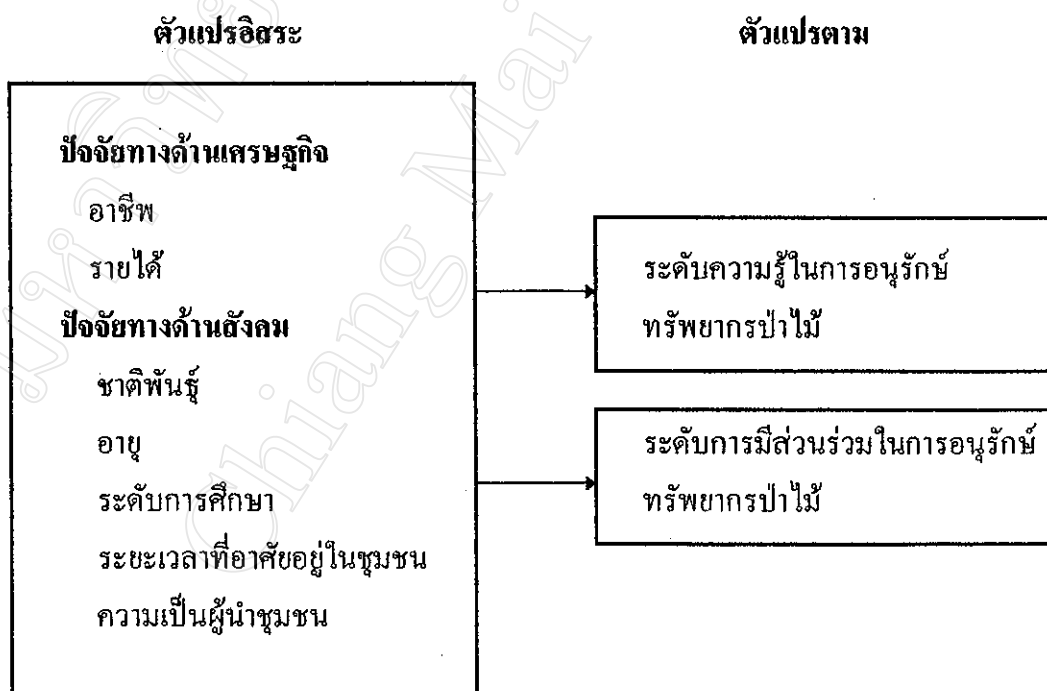 ตัวแปรอิสระ
ตัวแปรตาม
ปัจจัยทางด้านเศรษฐกิจ
อาชีพ
รายได้
ปัจจัยทางด้านสังคม
ชาติพันธุ์
อายุ
ระดับการศึกษา
ระยะเวลาที่อาศัยอยู่ในชุมชน
ความเป็นผู้นำชุมชน
ระดับความรู้ในการอนุรักษ์
ทรัพยากรป่าไม้
ระดับการมีส่วนร่วมในการอนุรักษ์
ทรัพยากรป่าไม้
Chiang Mai